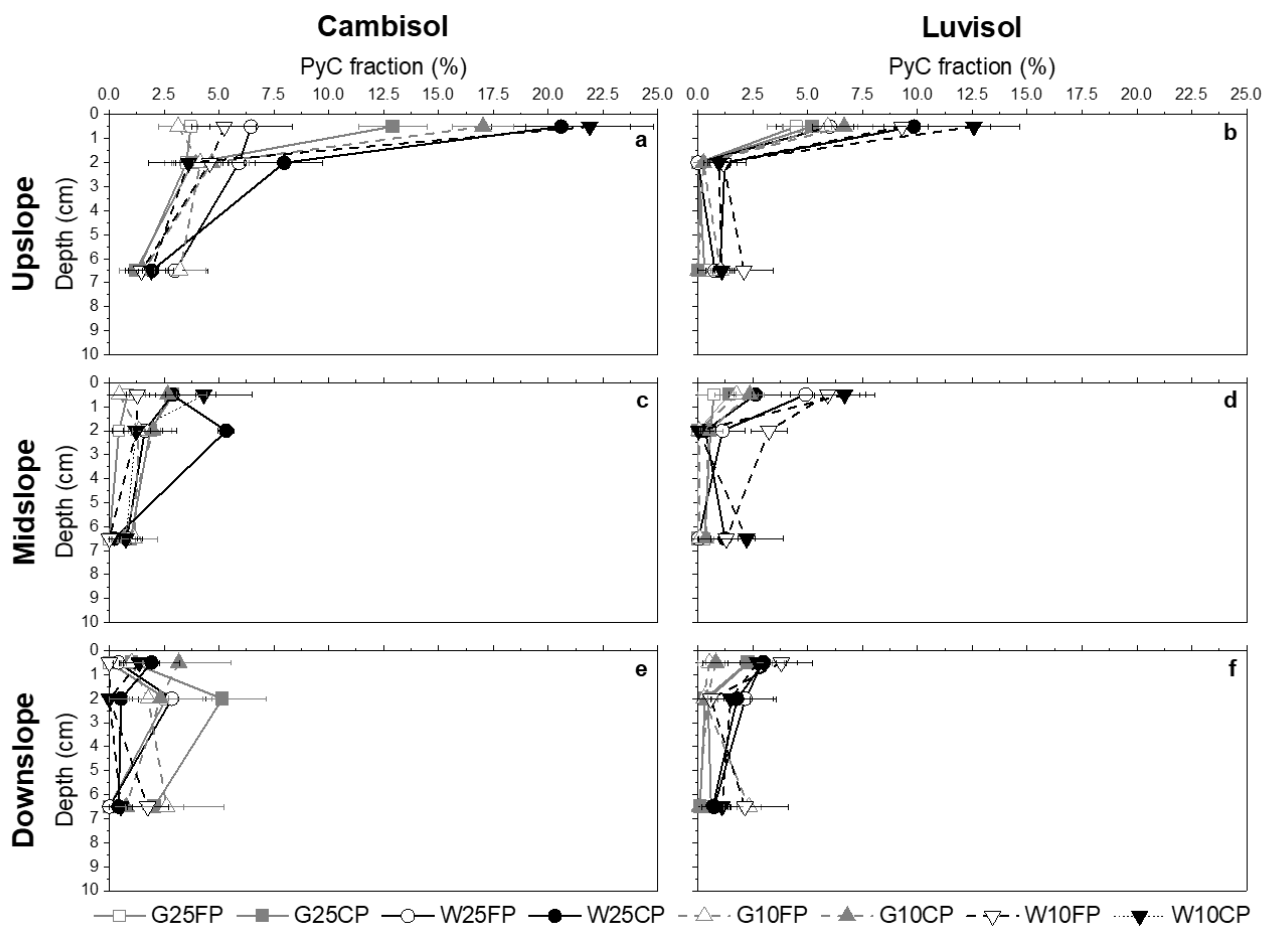 Cambisol Luvisol
PyC fraction (%) PyC fraction (%)
0.0 2.5 5.0 7.5 10.0 12.5 15.0 17.5 20.0 22.5 25.0 0.0 2.5 5.0 7.5 10.0 12.5 15.0 17.5 20.0 22.5 25.0
Upslope
Depth (cm)
0
1
2
3
4
5
6
7
8
9
10
a
b
Midslope
Depth (cm)
0
1
2
3
4
5
6
7
8
9
10
c
d
Downslope
Depth (cm)
0
1
2
3
4
5
6
7
8
9
10
e
f
G25FP G25CP W25FP W25CP G10FP G10CP W10FP W10CP